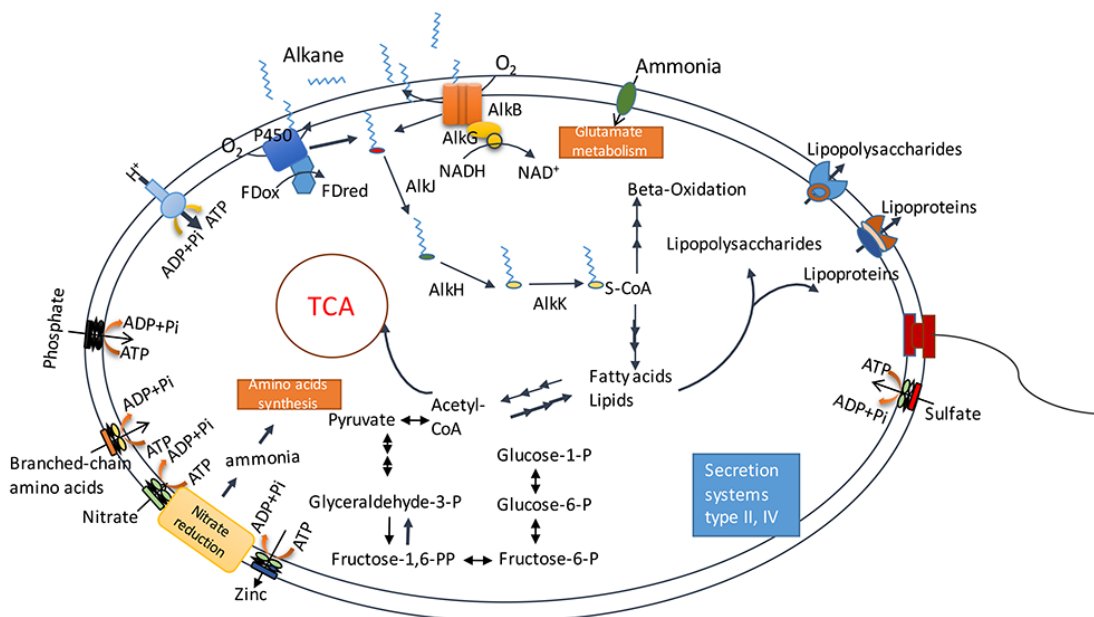 Alkane
O2
Ammonia
AlkB
P450
O2
AlkG
Glutamate
metabolism
NADH
NAD+
FDox
FDred
AlkJ
H+
ATP
ADP+Pi
Lipopolysaccharides
Lipoproteins
Beta-Oxidation
Lipopolysaccharides
Lipoproteins
AlkH
AlkK
S-CoA
TCA
Phosphate
ADP+Pi
ATP
Amino acids
synthesis
Fatty acids
Lipids
Acetyl-
CoA
Pyruvate
ATP
ADP+Pi
Sulfate
ADP+Pi
ATP
Branched-chain
amino acids
ADP+Pi
ATP
Nitrate
ammonia
Nitrate
reduction
Glucose-1-P
Glyceraldehyde-3-P
Glucose-6-P
Fructose-1,6-PP
Fructose-6-P
Secretion
systems
type II, IV
ADP+Pi
ATP
Zinc